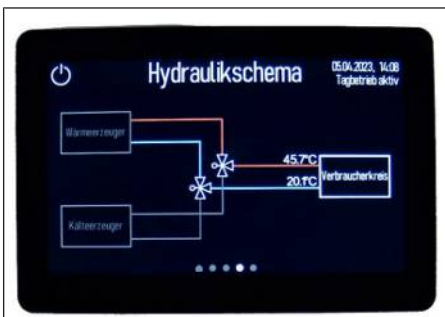 Hydraulikschema
05.04.2023, 14:08
Tagbetrieb aktiv
Wärmeerzeuger
45.7°C
Verbraucherkreis
20.1°C
Kälteerzeuger